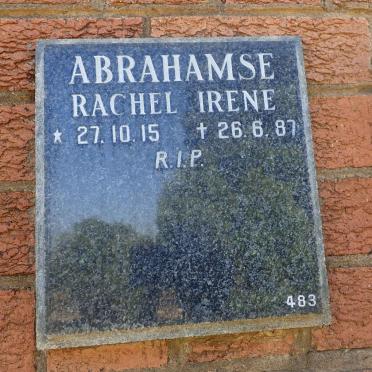 ABRAHAMSE
RACHEL IRENE
★ 27.10.15 ✝ 26.6.87
R.I.P.
483